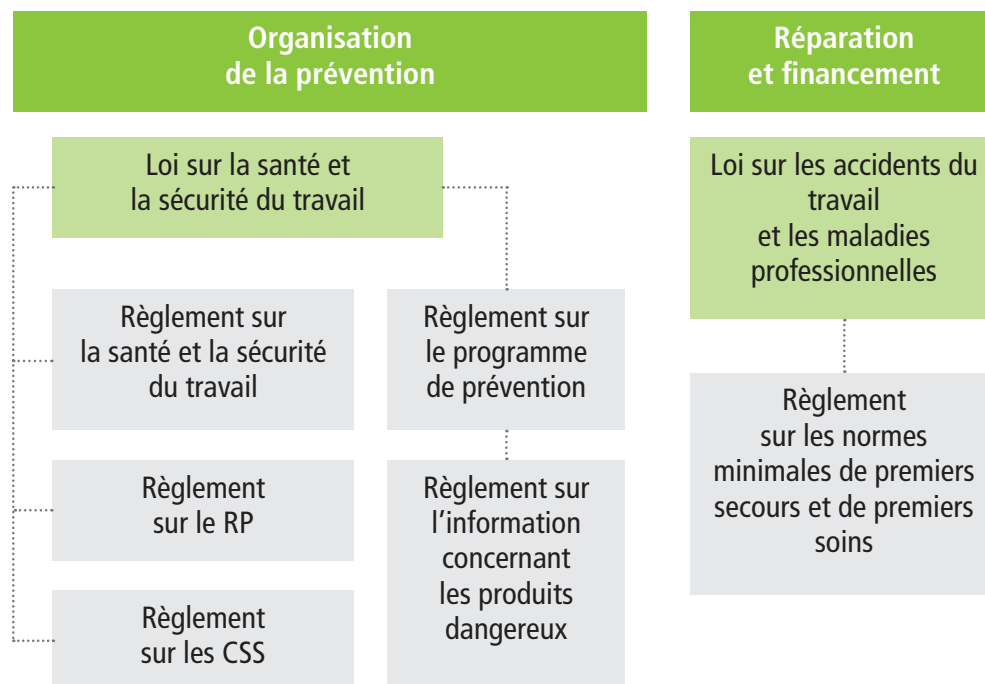 Organisation
de la prévention
Loi sur la santé et
la sécurité du travail
Règlement sur
la santé et la sécurité
du travail
Règlement
sur le RP
Règlement
sur les CSS
Règlement sur
le programme
de prévention
Règlement sur
l'information
concernant
les produits
dangereux
Réparation
et financement
Loi sur les accidents du
travail
et les maladies
professionnelles
Règlement
sur les normes
minimales de premiers
secours et de premiers
soins